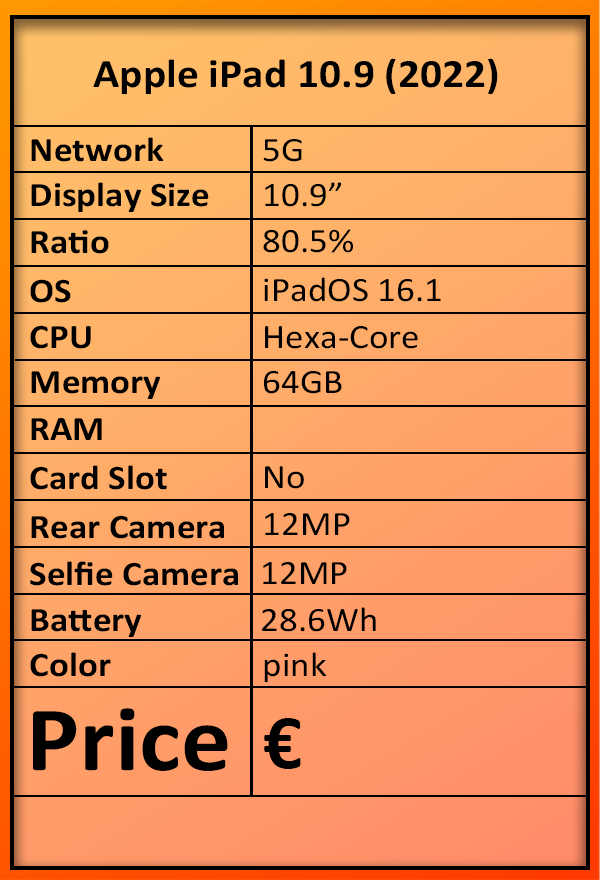 Apple iPad 10.9 (2022)
Network 5G
Display Size 10.9”
Ratio 80.5%
OS iPadOS 16.1
CPU Hexa-Core
Memory 64GB
RAM
Card Slot No
Rear Camera 12MP
Selfie Camera 12MP
Battery 28.6Wh
Color pink
Price €